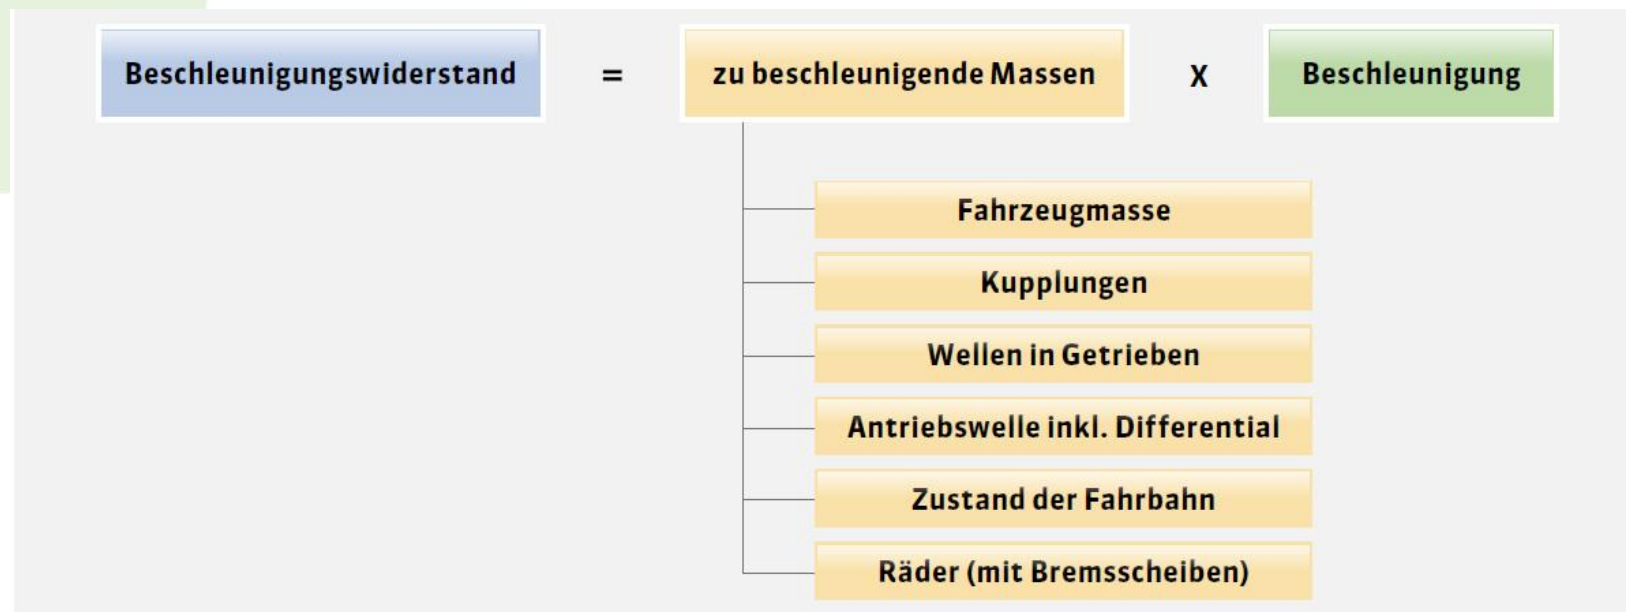 Beschleunigungswiderstand = zu beschleunigende Massen X Beschleunigung
Fahrzeugmasse
Kupplungen
Wellen in Getrieben
Antriebswelle inkl. Differential
Zustand der Fahrbahn
Räder (mit Bremsscheiben)